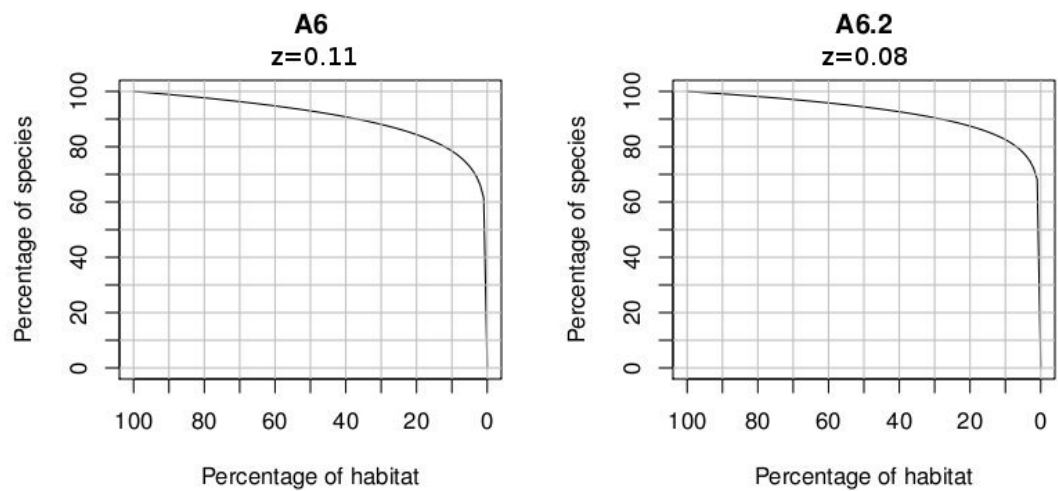 A6
z=0.11
Percentage of species
100
80
60
40
20
0
100 80 60 40 20 0
Percentage of habitat
A6.2
z=0.08
Percentage of species
100
80
60
40
20
0
100 80 60 40 20 0
Percentage of habitat